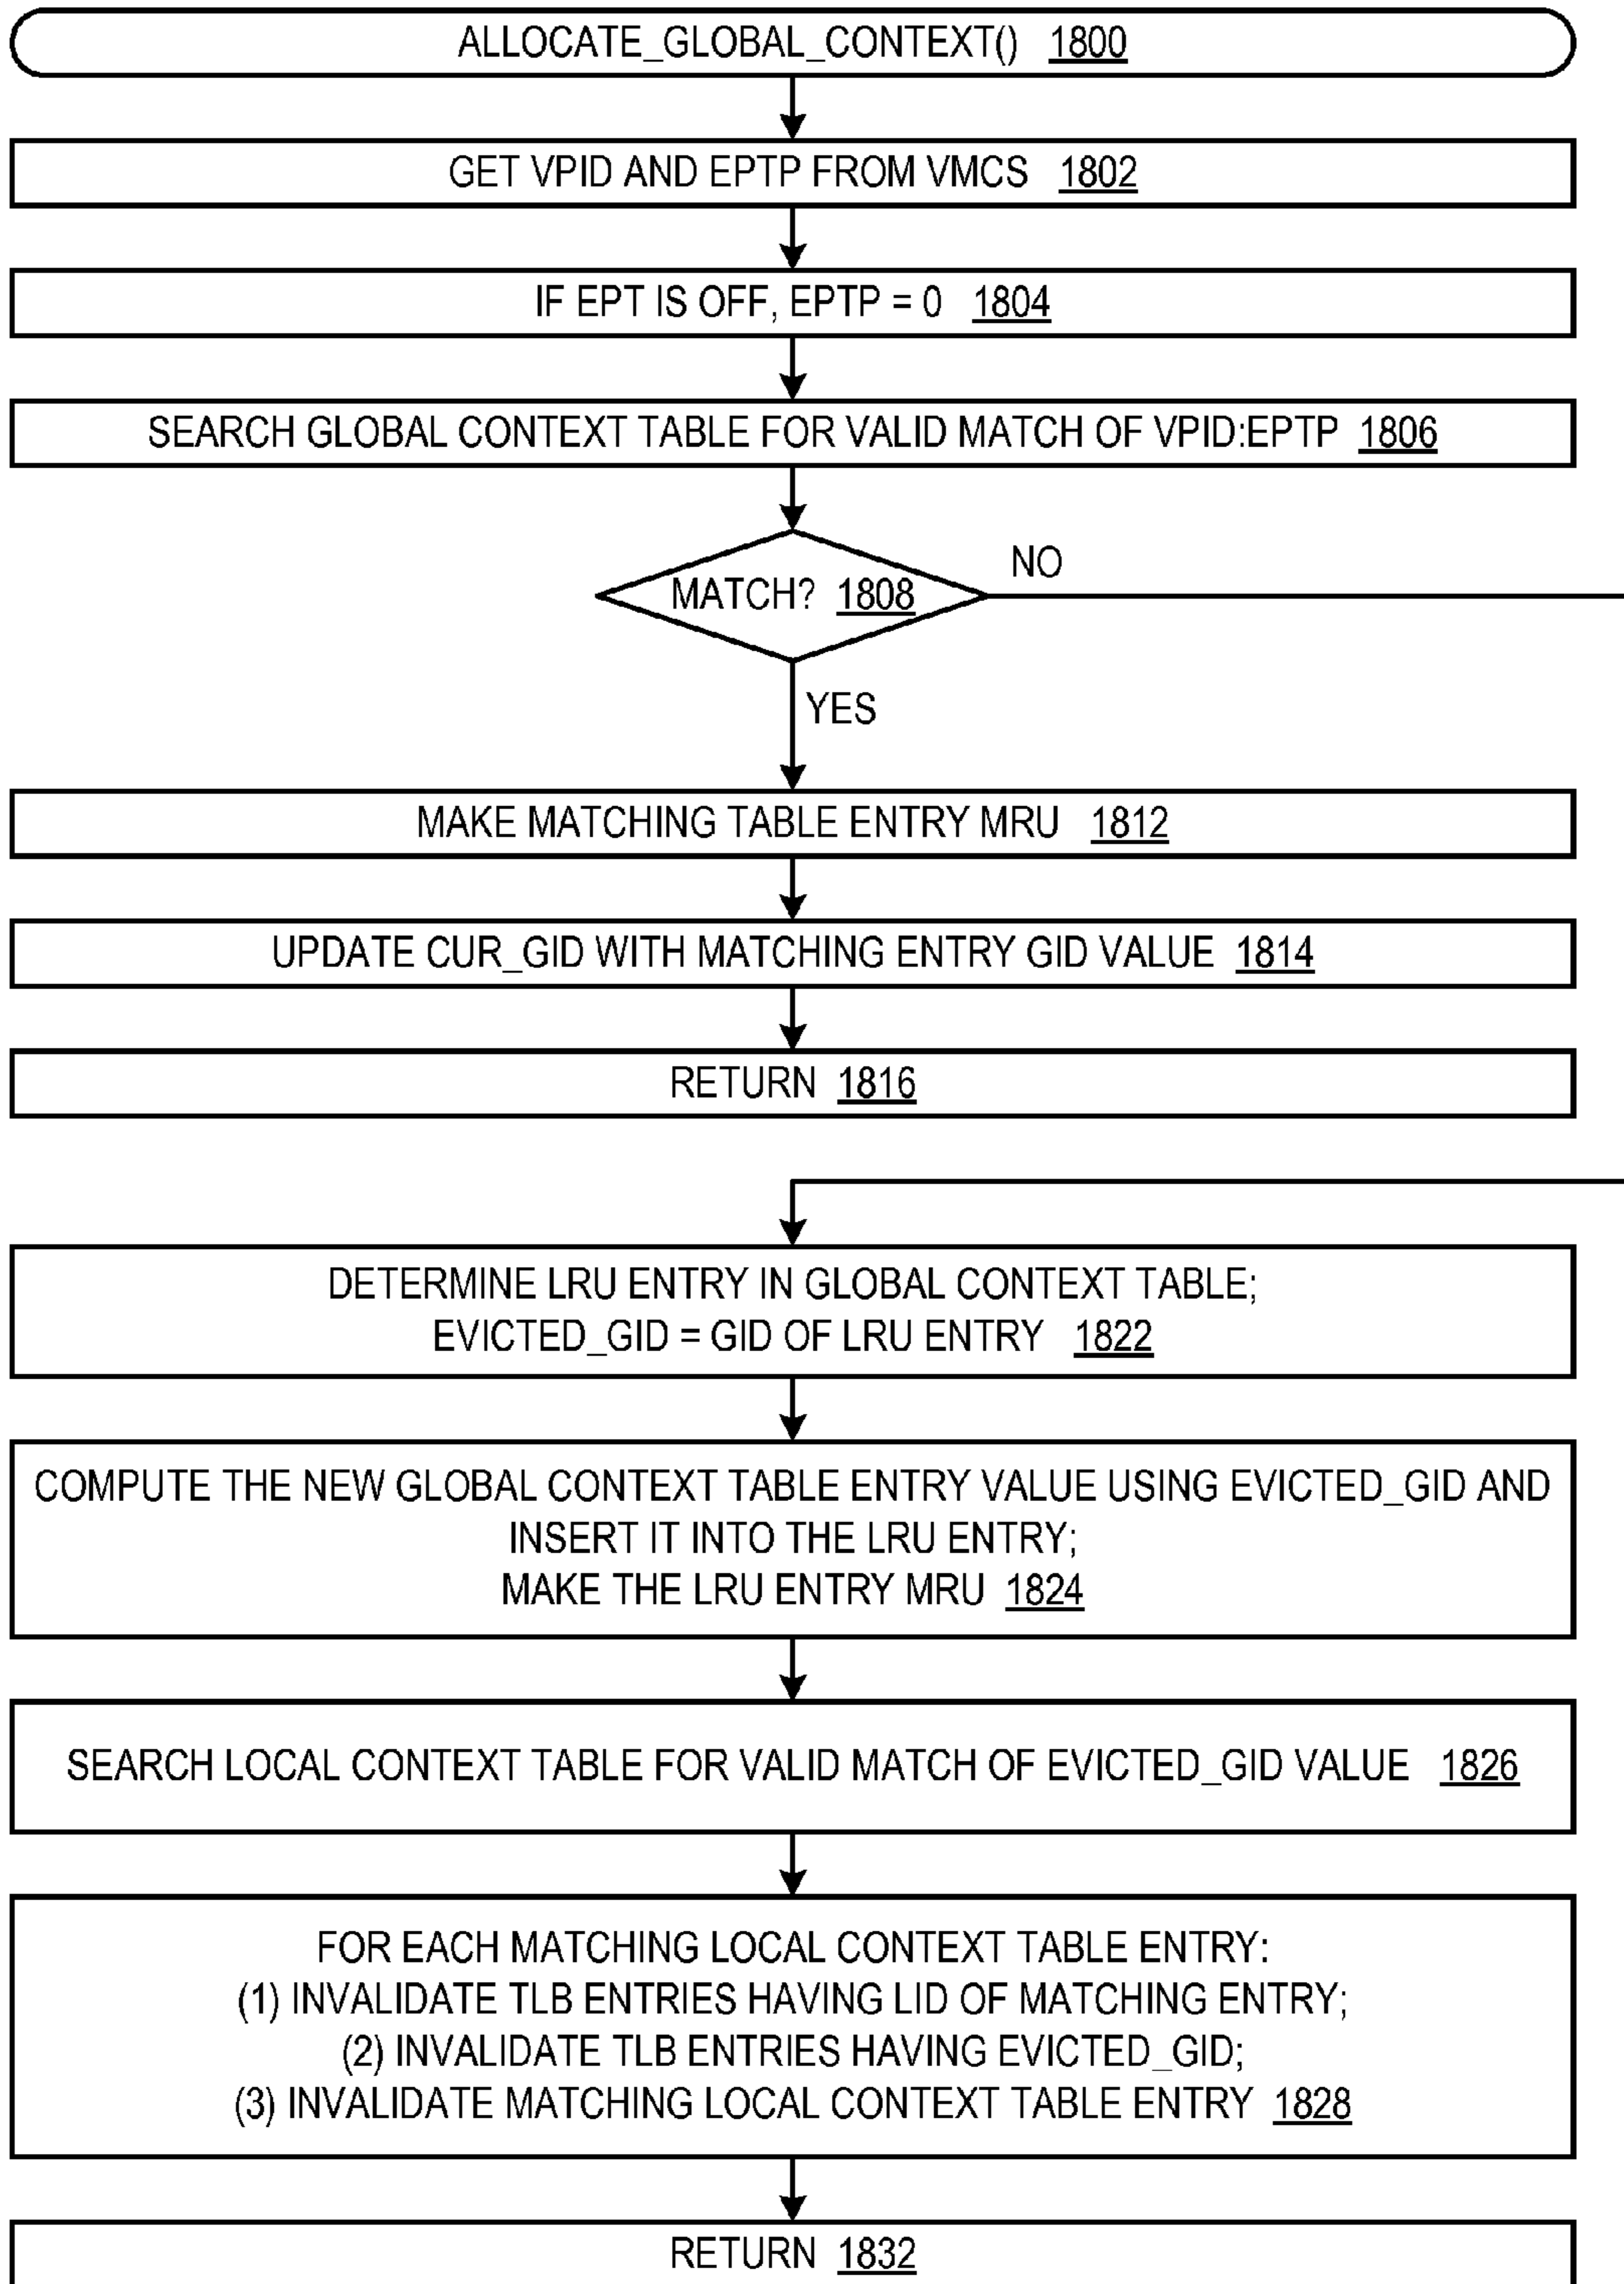 ALLOCATE_GLOBAL_CONTEXT() 1800
GET VPID AND EPTP FROM VMCS 1802
IF EPT IS OFF, EPTP = 0 1804
SEARCH GLOBAL CONTEXT TABLE FOR VALID MATCH OF VPID:EPTP 1806
NO
MATCH? 1808
YES
MAKE MATCHING TABLE ENTRY MRU 1812
UPDATE CUR_GID WITH MATCHING ENTRY GID VALUE 1814
RETURN 1816
DETERMINE LRU ENTRY IN GLOBAL CONTEXT TABLE;
EVICTED_GID = GID OF LRU ENTRY 1822
COMPUTE THE NEW GLOBAL CONTEXT TABLE ENTRY VALUE USING EVICTED_GID AND
INSERT IT INTO THE LRU ENTRY;
MAKE THE LRU ENTRY MRU 1824
SEARCH LOCAL CONTEXT TABLE FOR VALID MATCH OF EVICTED_GID VALUE 1826
FOR EACH MATCHING LOCAL CONTEXT TABLE ENTRY:
(1) INVALIDATE TLB ENTRIES HAVING LID OF MATCHING ENTRY;
(2) INVALIDATE TLB ENTRIES HAVING EVICTED_GID;
(3) INVALIDATE MATCHING LOCAL CONTEXT TABLE ENTRY 1828
RETURN 1832